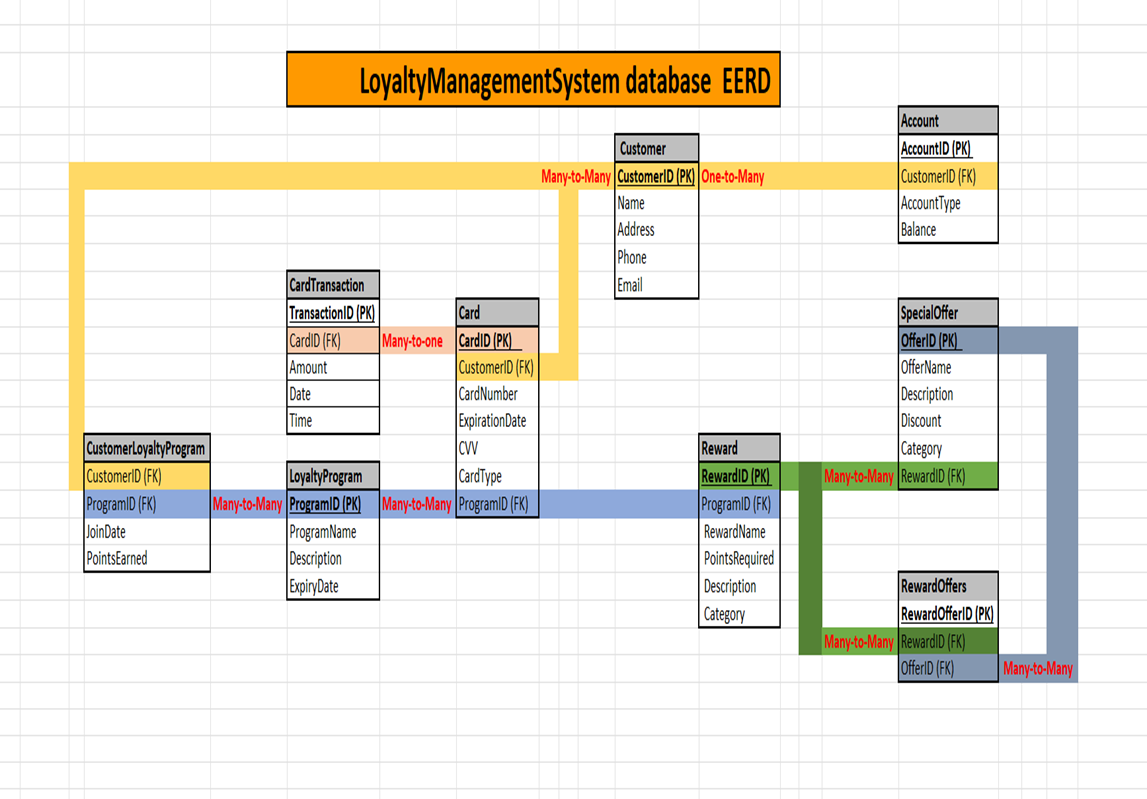 LoyaltyManagementSystem database EERD
Account
AccountID (PK)
CustomerID (FK)
AccountType
Balance
Customer
Many-to-Many
CustomerID (PK)
One-to-Many
Name
Address
Phone
Email
CardTransaction
TransactionID (PK)
CardID (FK)
Many-to-one
Amount
Date
Time
Card
CardID (PK)
CustomerID (FK)
CardNumber
ExpirationDate
CVV
CardType
ProgramID (FK)
SpecialOffer
OfferID (PK)
OfferName
Description
Discount
Category
Many-to-Many
RewardID (FK)
CustomerLoyaltyProgram
CustomerID (FK)
ProgramID (FK)
Many-to-Many
JoinDate
PointsEarned
LoyaltyProgram
ProgramID (PK)
Many-to-Many
ProgramName
Description
ExpiryDate
Reward
RewardID (PK)
ProgramID (FK)
RewardName
PointsRequired
Description
Category
RewardOffers
RewardOfferID (PK)
Many-to-Many
RewardID (FK)
OfferID (FK)
Many-to-Many